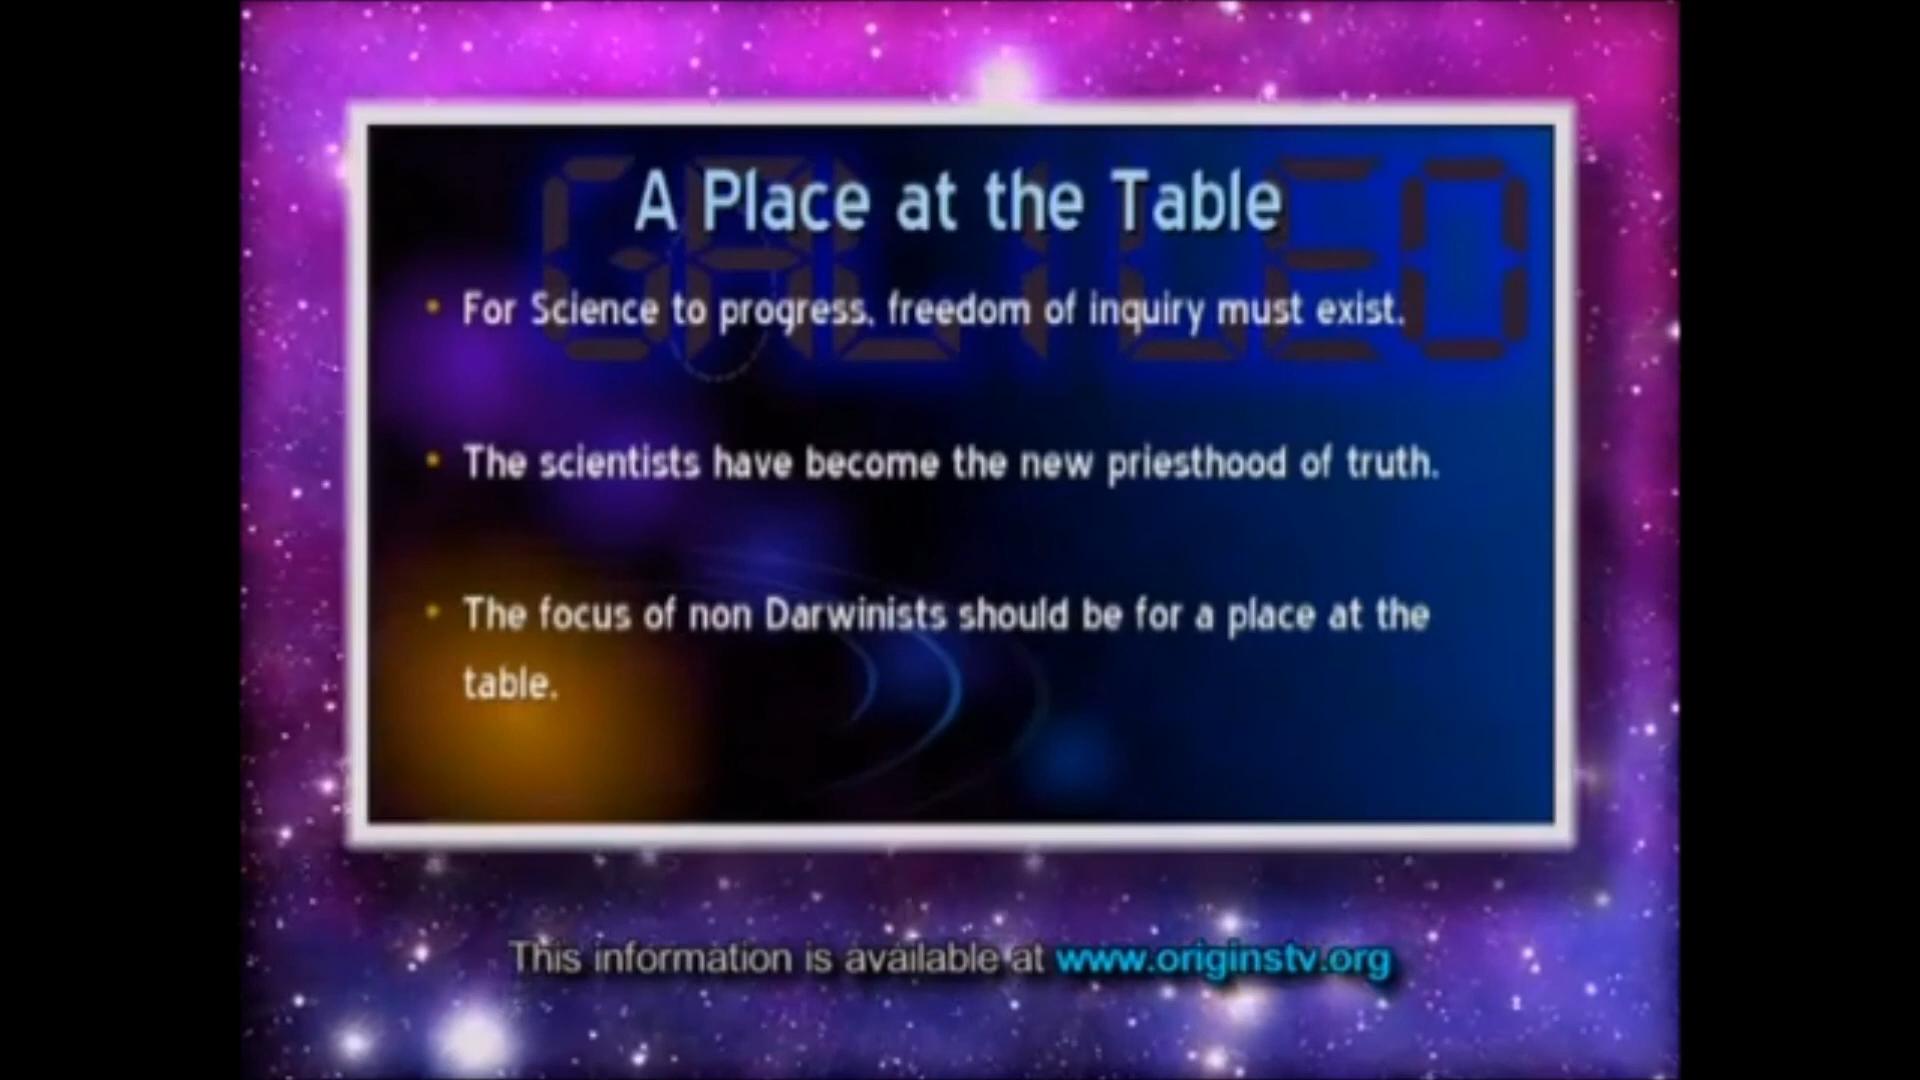 GALILEO
A Place at the Table
• For Science to progress, freedom of inquiry must exist.
• The scientists have become the new priesthood of truth.
• The focus of non Darwinists should be for a place at the
table.
This information is available at www.originstv.org